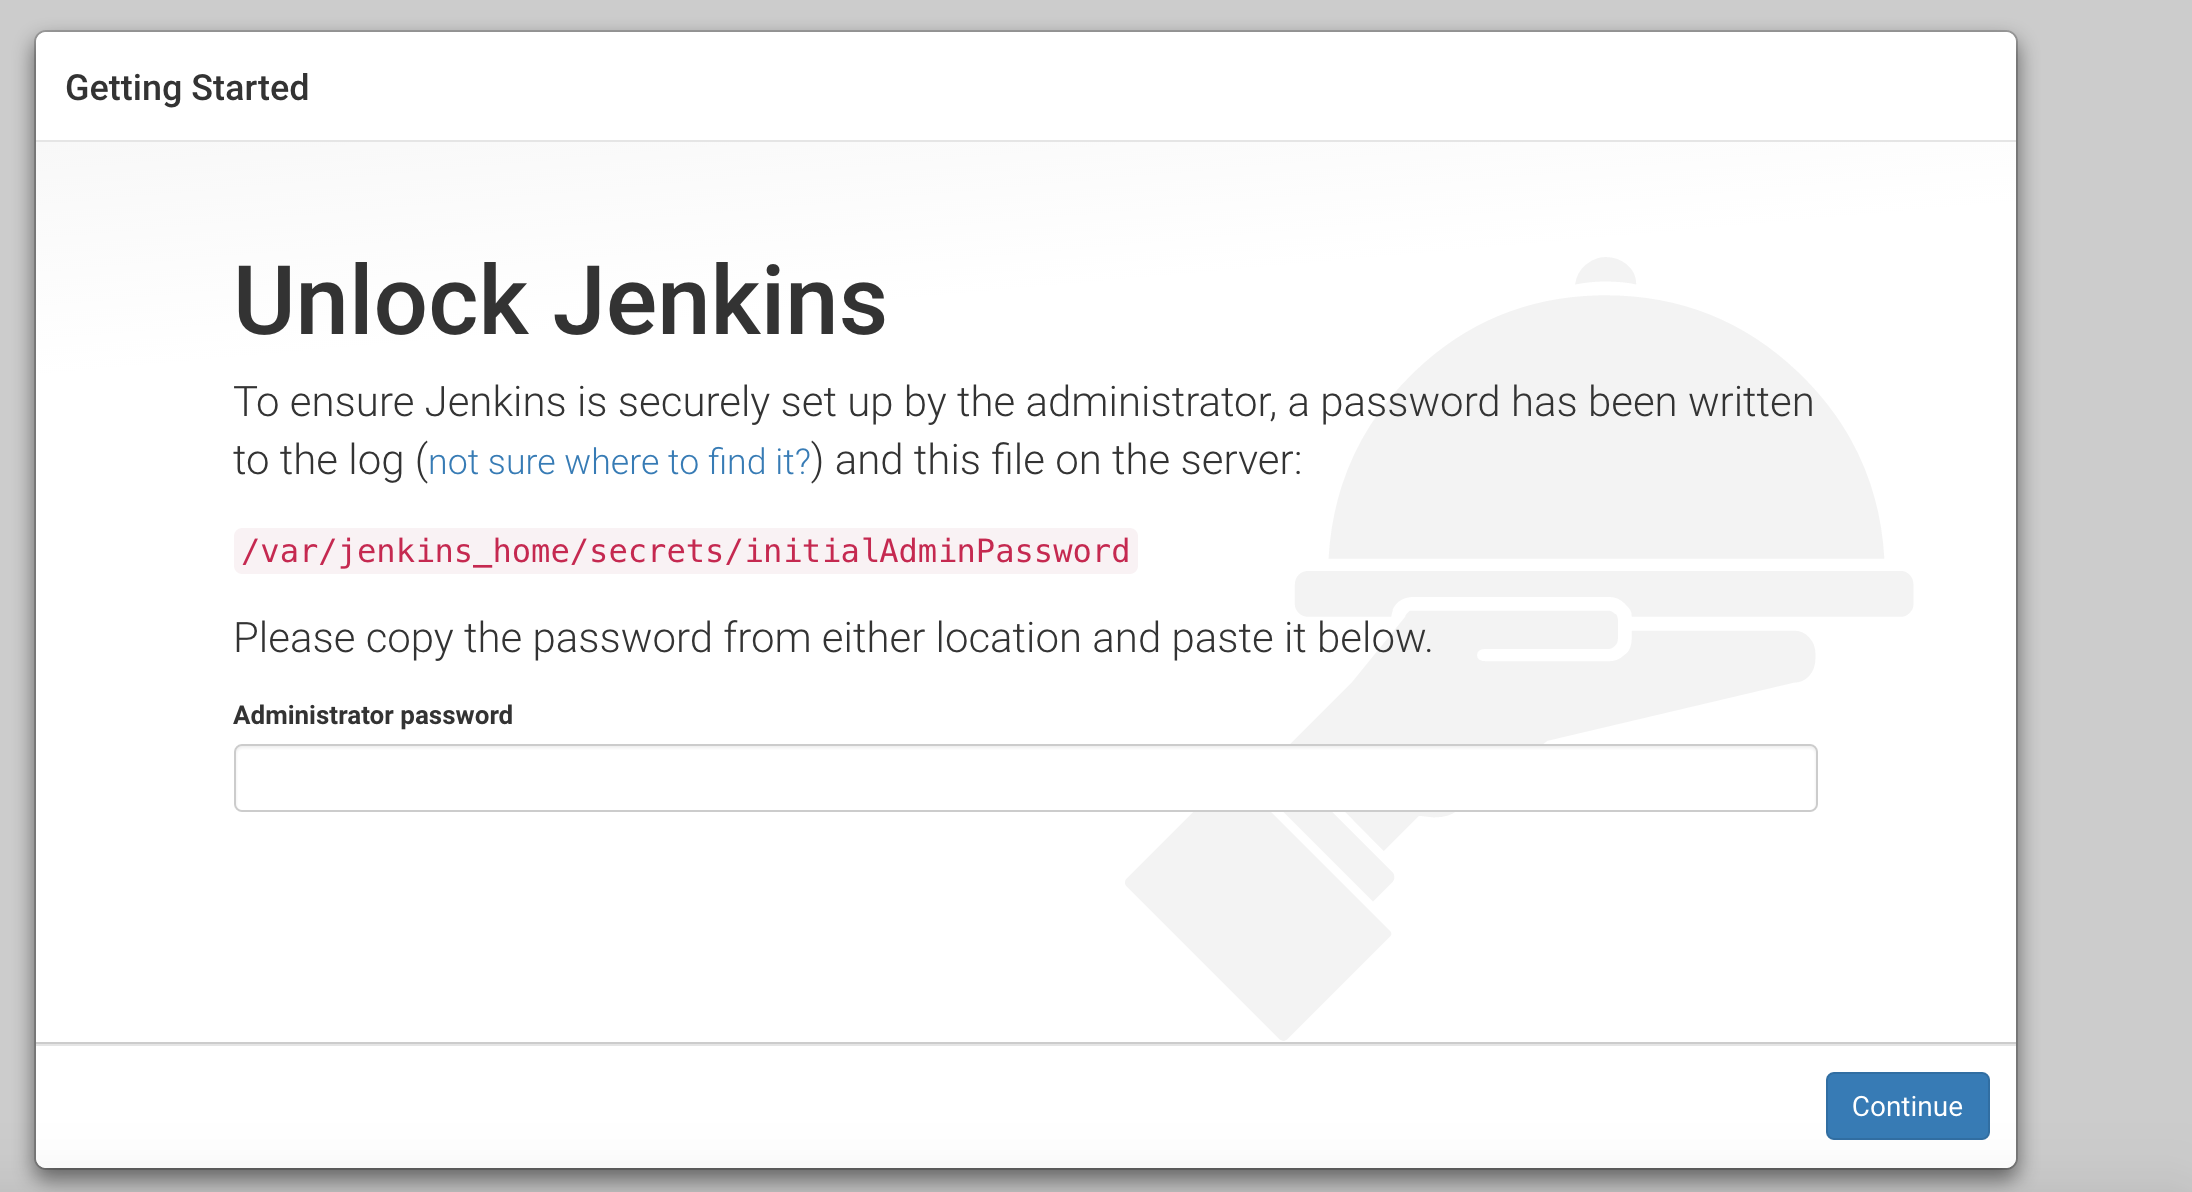 Getting Started
Unlock Jenkins
To ensure Jenkins is securely set up by the administrator, a password has been written
to the log (not sure where to find it?) and this file on the server:
/var/jenkins_home/secrets/initialAdminPassword
Please copy the password from either location and paste it below.
Administrator password
Continue